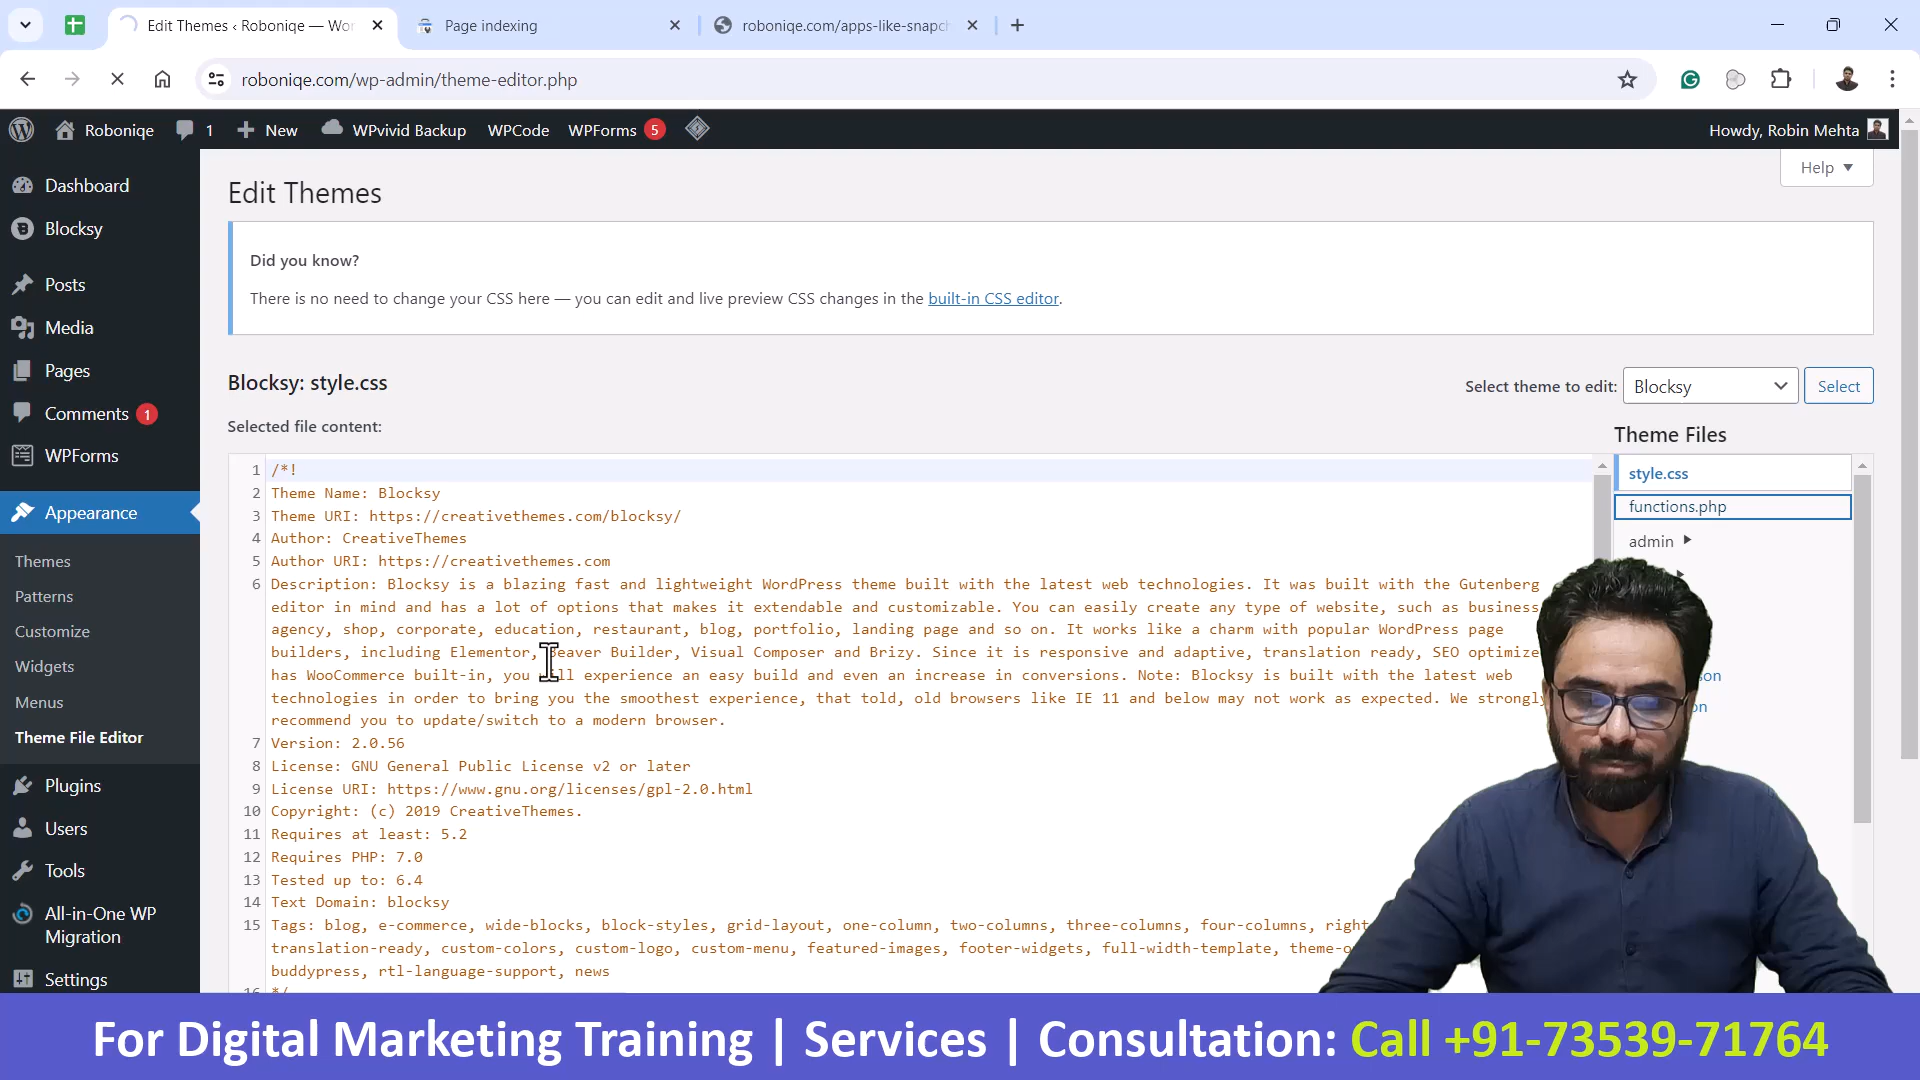 Edit Themes ‹ Roboniqe — Wor
Page indexing
roboniqe.com/apps-like-snapch
roboniqe.com/wp-admin/theme-editor.php
Roboniqe
1
New
WPvivid Backup
WPCode
WPForms 5
Howdy, Robin Mehta
Help
Dashboard
Blocksy
Posts
Media
Pages
Comments 1
WPForms
Appearance
Themes
Patterns
Customize
Widgets
Menus
Theme File Editor
Plugins
Users
Tools
All-in-One WP
Migration
Settings
Edit Themes
Did you know?
There is no need to change your CSS here — you can edit and live preview CSS changes in the built-in CSS editor.
Blocksy: style.css
Select theme to edit: Blocksy Select
Selected file content:
Theme Files
style.css
functions.php
admin
1 /*!
2 Theme Name: Blocksy
3 Theme URI: https://creativethemes.com/blocksy/
4 Author: CreativeThemes
5 Author URI: https://creativethemes.com
6 Description: Blocksy is a blazing fast and lightweight WordPress theme built with the latest web technologies. It was built with the Gutenberg
editor in mind and has a lot of options that makes it extendable and customizable. You can easily create any type of website, such as business
agency, shop, corporate, education, restaurant, blog, portfolio, landing page and so on. It works like a charm with popular WordPress page
builders, including Elementor, Beaver Builder, Visual Composer and Brizy. Since it is responsive and adaptive, translation ready, SEO optimize
has WooCommerce built-in, you will experience an easy build and even an increase in conversions. Note: Blocksy is built with the latest web
technologies in order to bring you the smoothest experience, that told, old browsers like IE 11 and below may not work as expected. We strongly
recommend you to update/switch to a modern browser.
7 Version: 2.0.56
8 License: GNU General Public License v2 or later
9 License URI: https://www.gnu.org/licenses/gpl-2.0.html
10 Copyright: (c) 2019 CreativeThemes.
11 Requires at least: 5.2
12 Requires PHP: 7.0
13 Tested up to: 6.4
14 Text Domain: blocksy
15 Tags: blog, e-commerce, wide-blocks, block-styles, grid-layout, one-column, two-columns, three-columns, four-columns, right
translation-ready, custom-colors, custom-logo, custom-menu, featured-images, footer-widgets, full-width-template, theme-o
buddypress, rtl-language-support, news
16 */
For Digital Marketing Training | Services | Consultation: Call +91-73539-71764